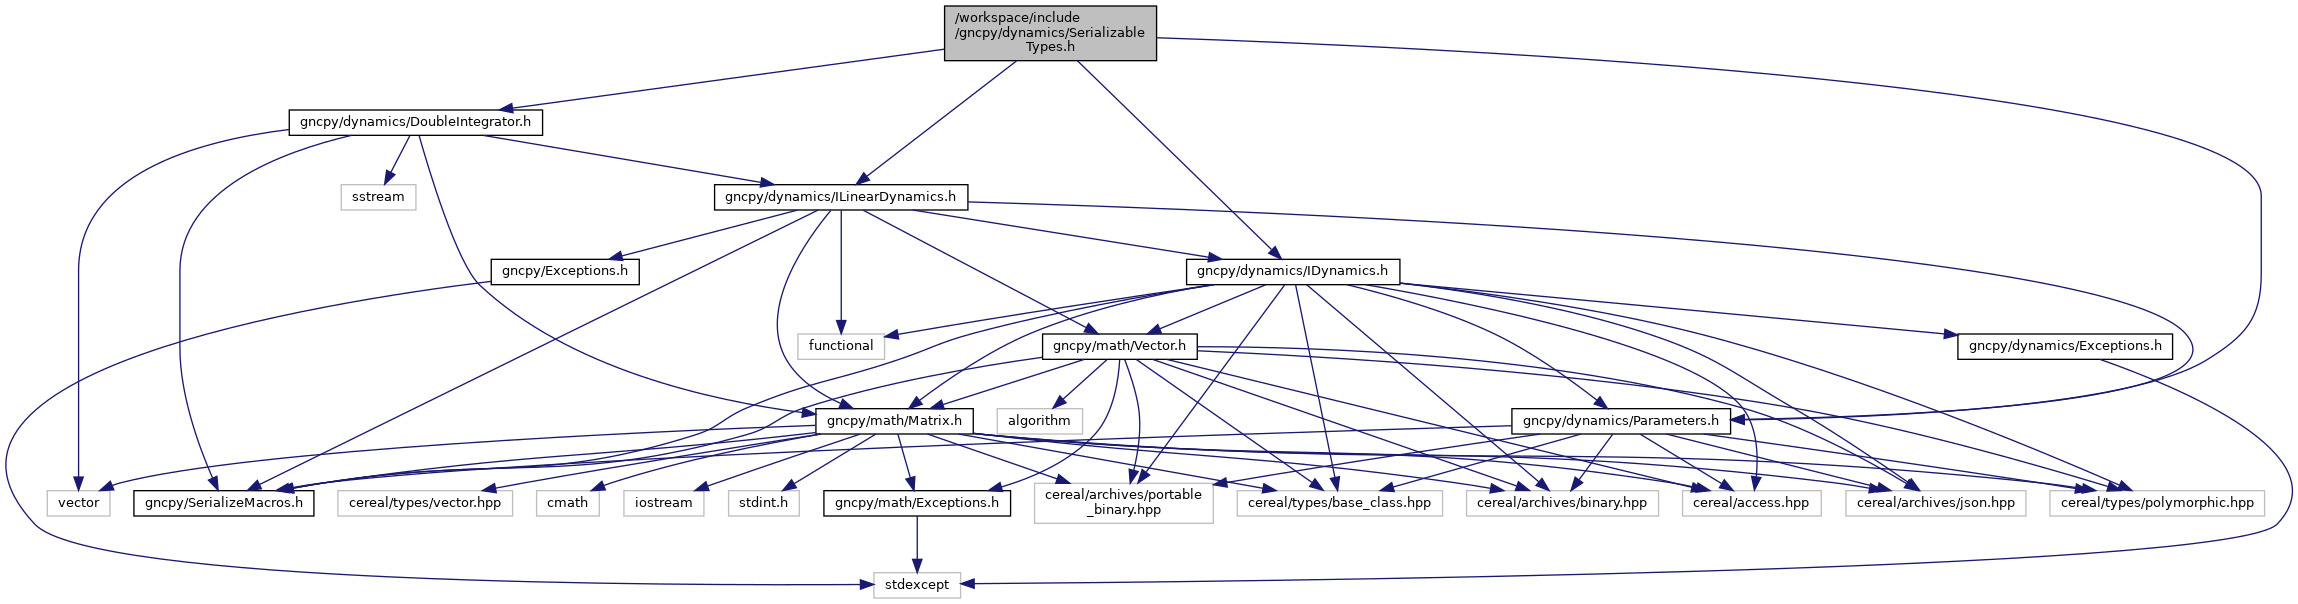 /workspace/include
/gncpy/dynamics/Serializable
Types.h
gncpy/dynamics/DoubleIntegrator.h
sstream
gncpy/dynamics/ILinearDynamics.h
gncpy/Exceptions.h
gncpy/dynamics/IDynamics.h
functional
gncpy/math/Vector.h
gncpy/dynamics/Exceptions.h
gncpy/math/Matrix.h
algorithm
gncpy/dynamics/Parameters.h
vector
gncpy/SerializeMacros.h
cereal/types/vector.hpp
cmath
iostream
stdint.h
gncpy/math/Exceptions.h
cereal/archives/portable
_binary.hpp
cereal/types/base_class.hpp
cereal/archives/binary.hpp
cereal/access.hpp
cereal/archives/json.hpp
cereal/types/polymorphic.hpp
stdexcept